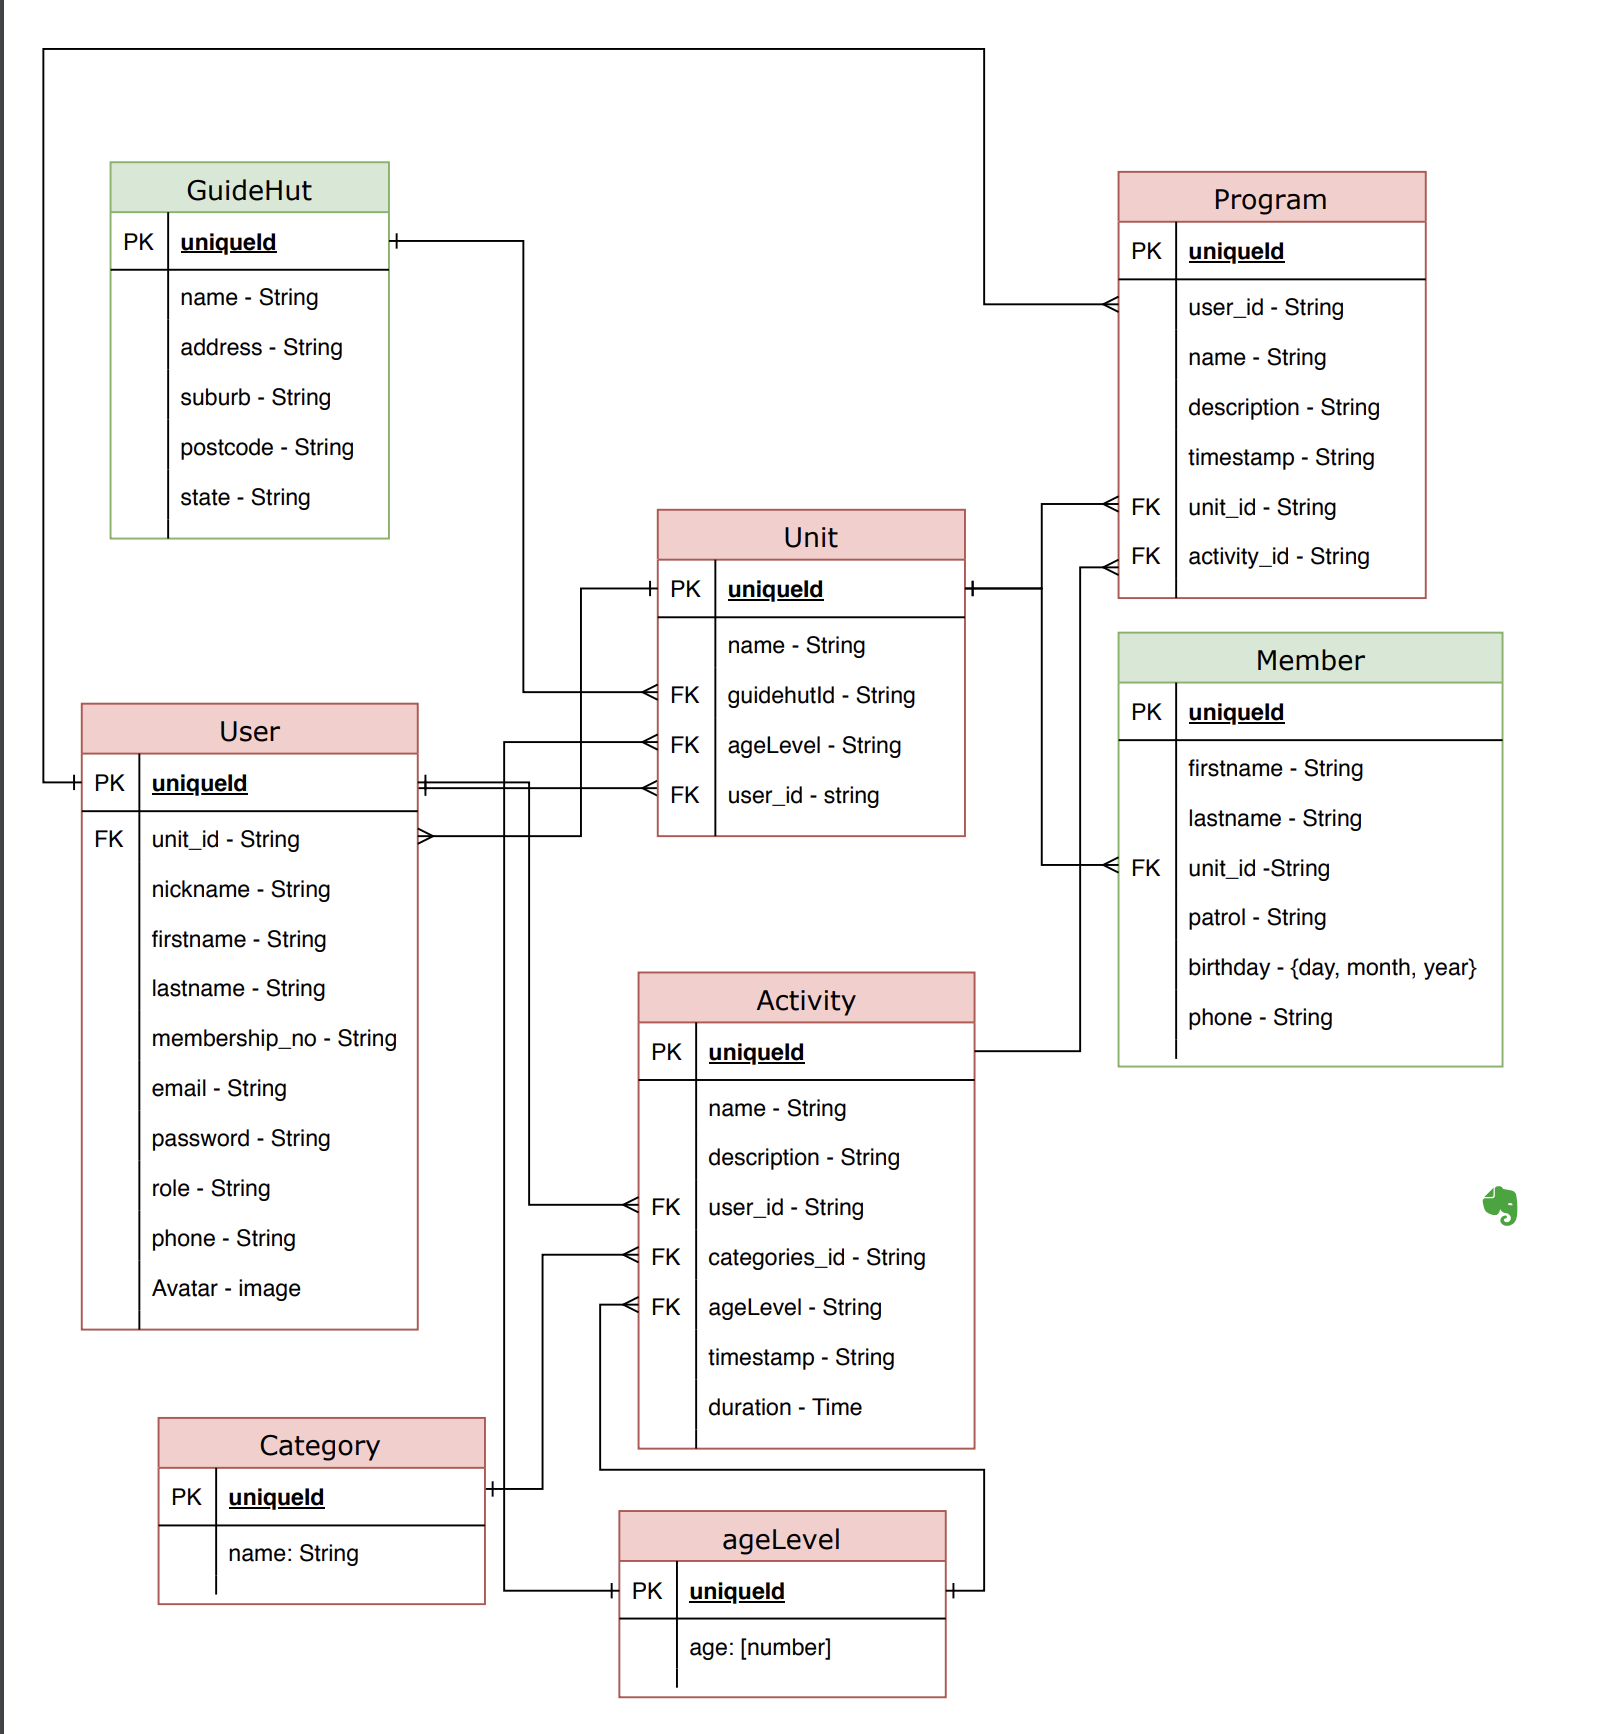 GuideHut
PK uniqueId
name - String
address - String
suburb - String
postcode - String
state - String
Program
PK uniqueId
user_id - String
name - String
description - String
timestamp - String
FK unit_id - String
FK activity_id - String
Unit
PK uniqueId
name - String
FK guidehutId - String
FK ageLevel - String
FK user_id - string
Member
PK uniqueId
firstname - String
lastname - String
FK unit_id -String
patrol - String
birthday - {day, month, year}
phone - String
User
PK uniqueId
FK unit_id - String
nickname - String
firstname - String
lastname - String
membership_no - String
email - String
password - String
role - String
phone - String
Avatar - image
Activity
PK uniqueId
name - String
description - String
FK user_id - String
FK categories_id - String
FK ageLevel - String
timestamp - String
duration - Time
Category
PK uniqueId
name: String
ageLevel
PK uniqueId
age: [number]